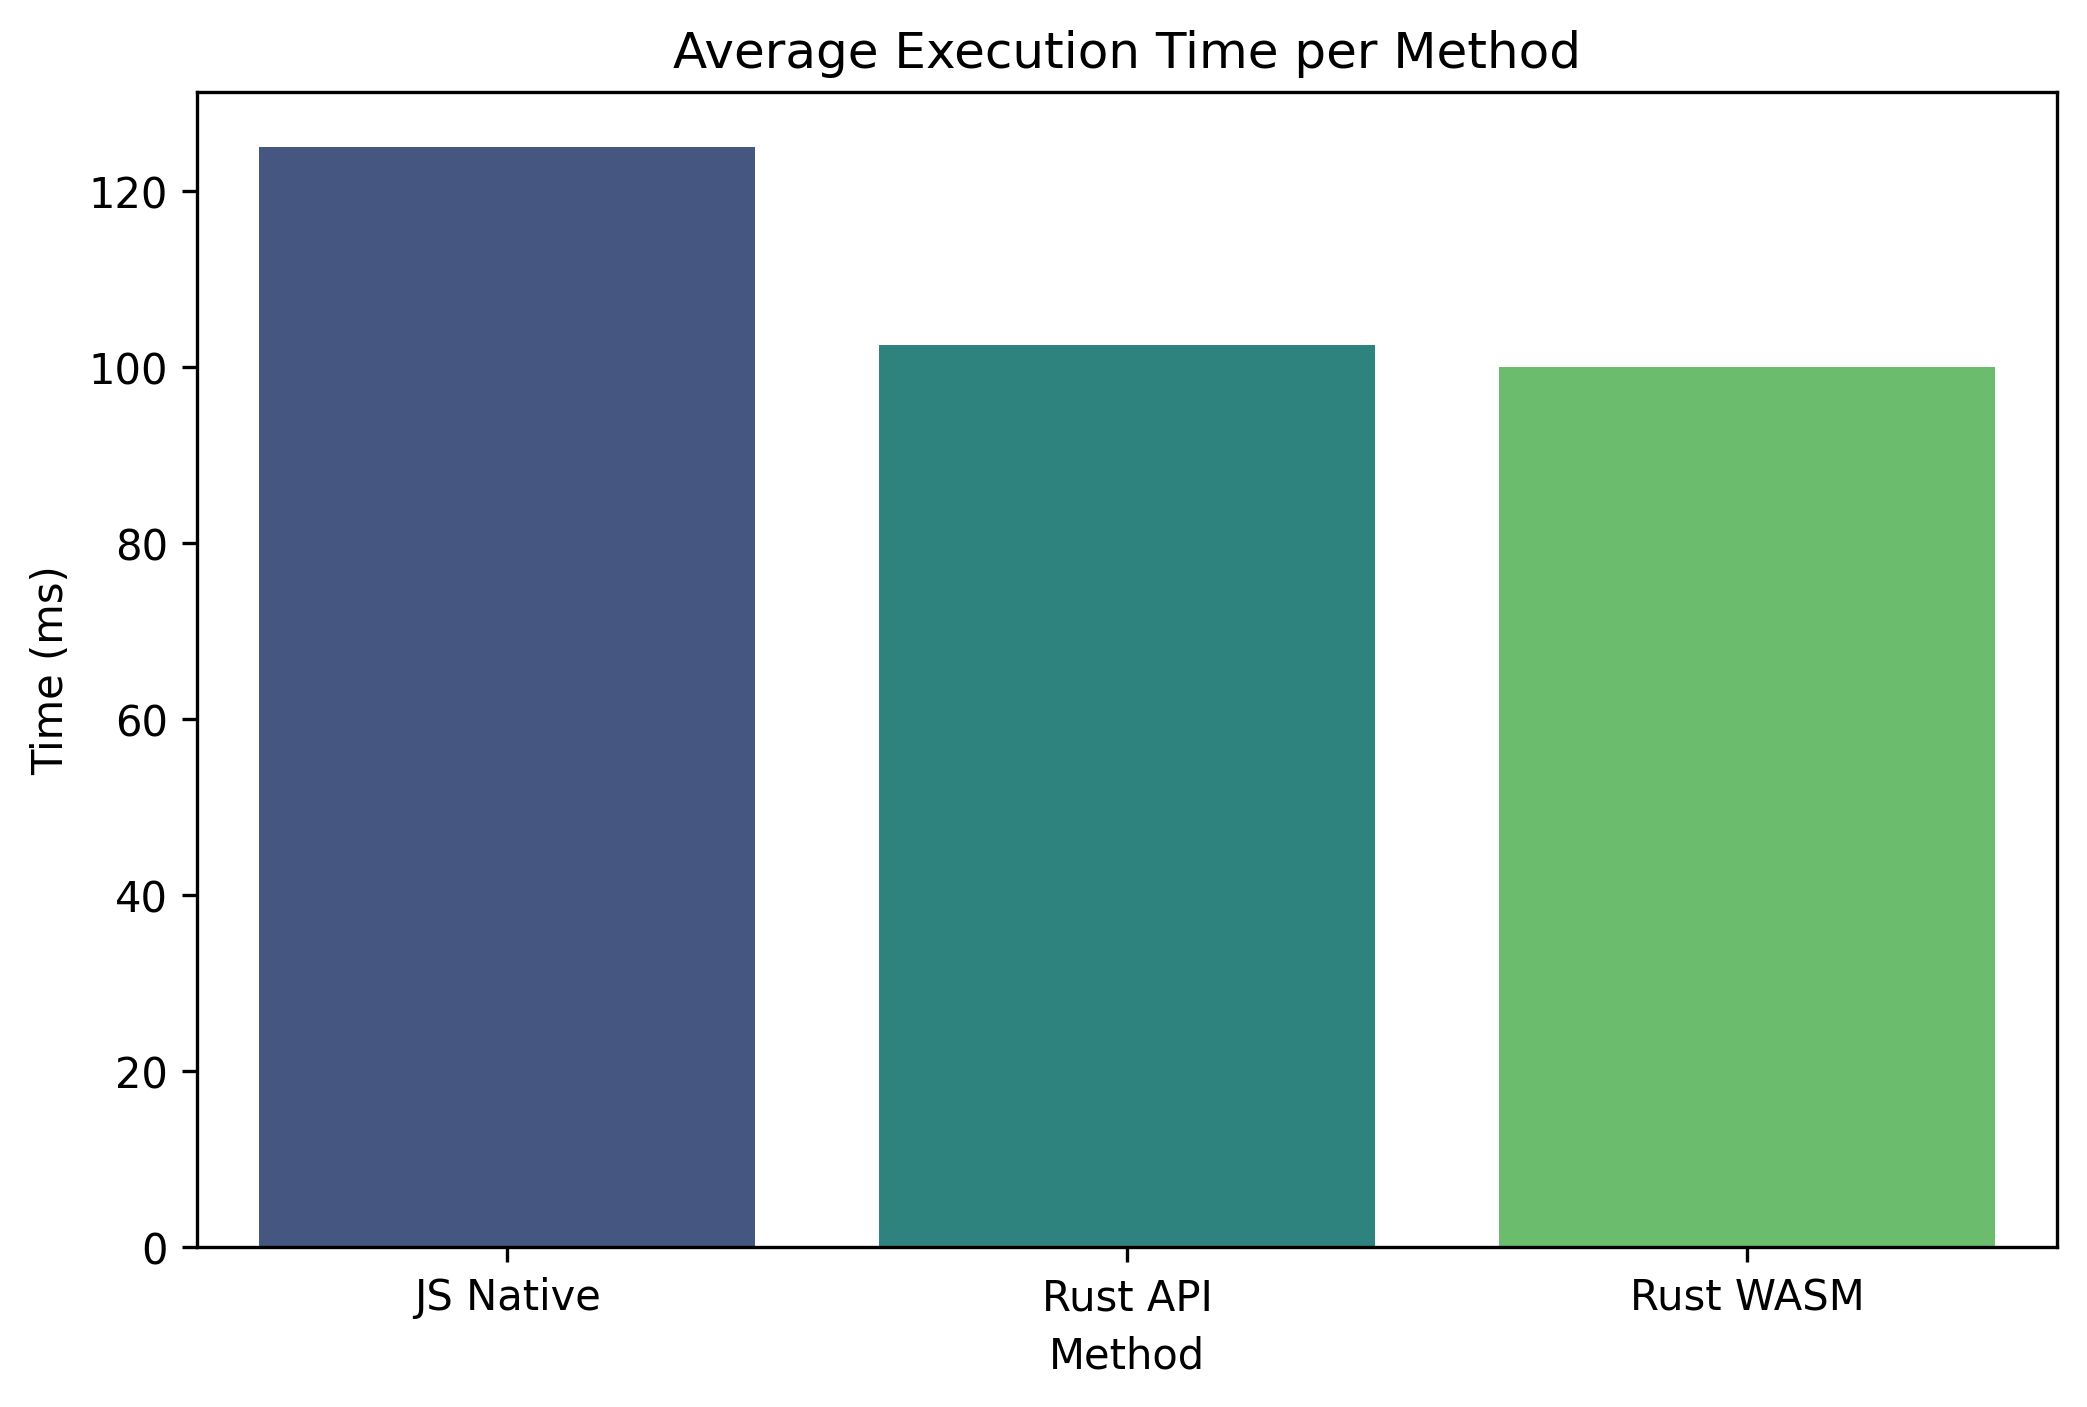 Average Execution Time per Method
Time (ms)
120
100
80
60
40
20
0
JS Native
Rust API
Rust WASM
Method